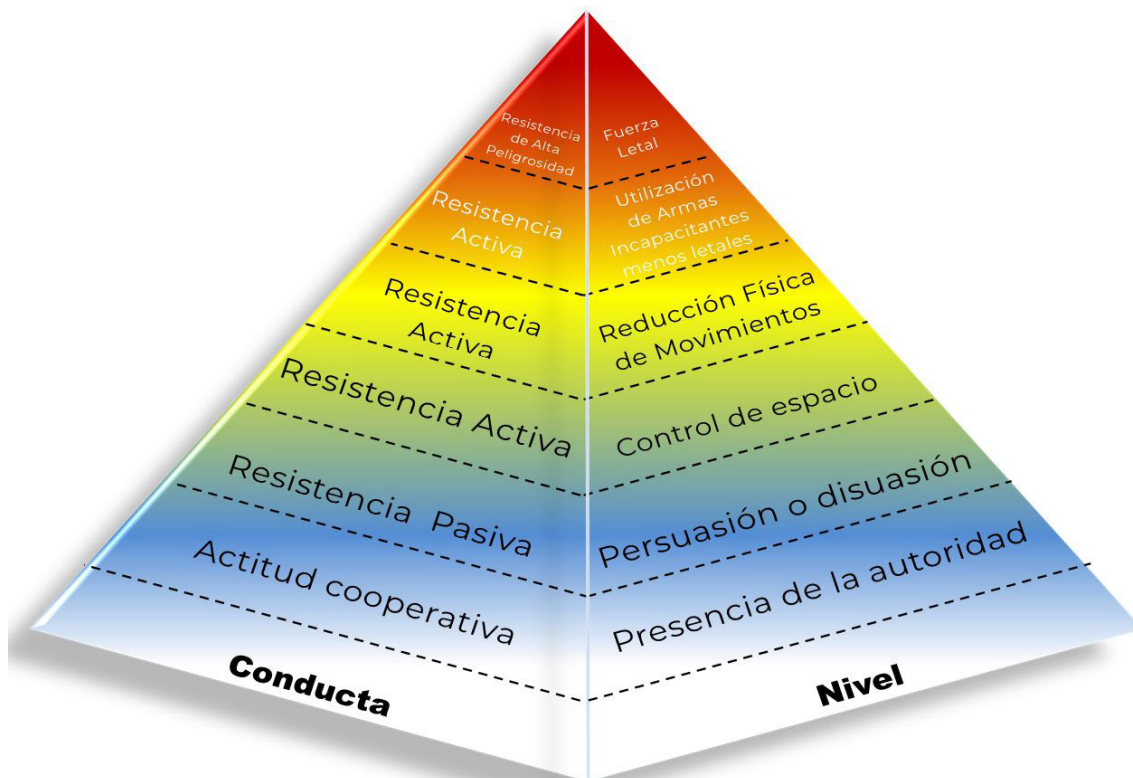 Resistencia
de Alta
Peligrosidad
Fuerza
Letal
Resistencia
Activa
Utilización
de Armas
Incapacitantes
menos letales
Resistencia
Activa
Reducción Física
de Movimientos
Resistencia Activa
Control de espacio
Resistencia Pasiva
Persuasión o disuasión
Actitud cooperativa
Presencia de la autoridad
Conducta
Nivel